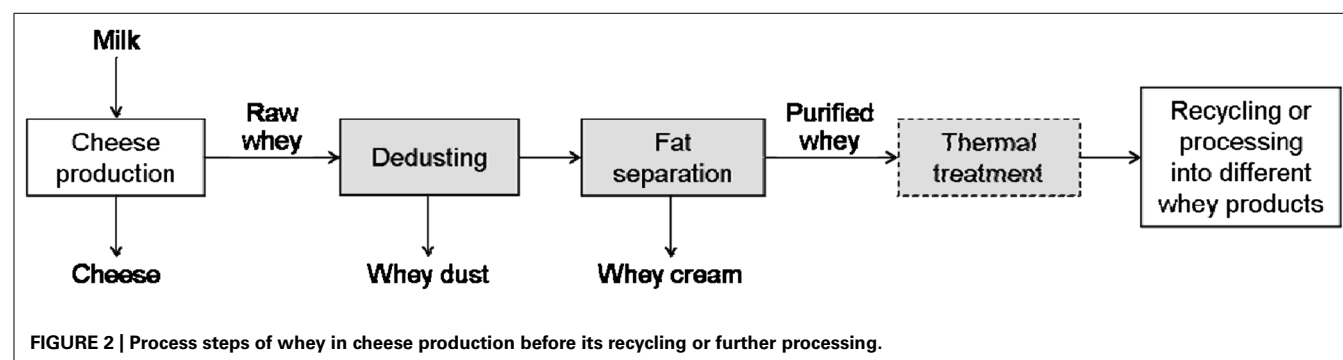 Milk
Cheese
production
Raw
whey
Dedusting
Fat
separation
Purified
whey
Thermal
treatment
Recycling or
processing
into different
whey products
Cheese
Whey dust
Whey cream
FIGURE 2 | Process steps of whey in cheese production before its recycling or further processing.